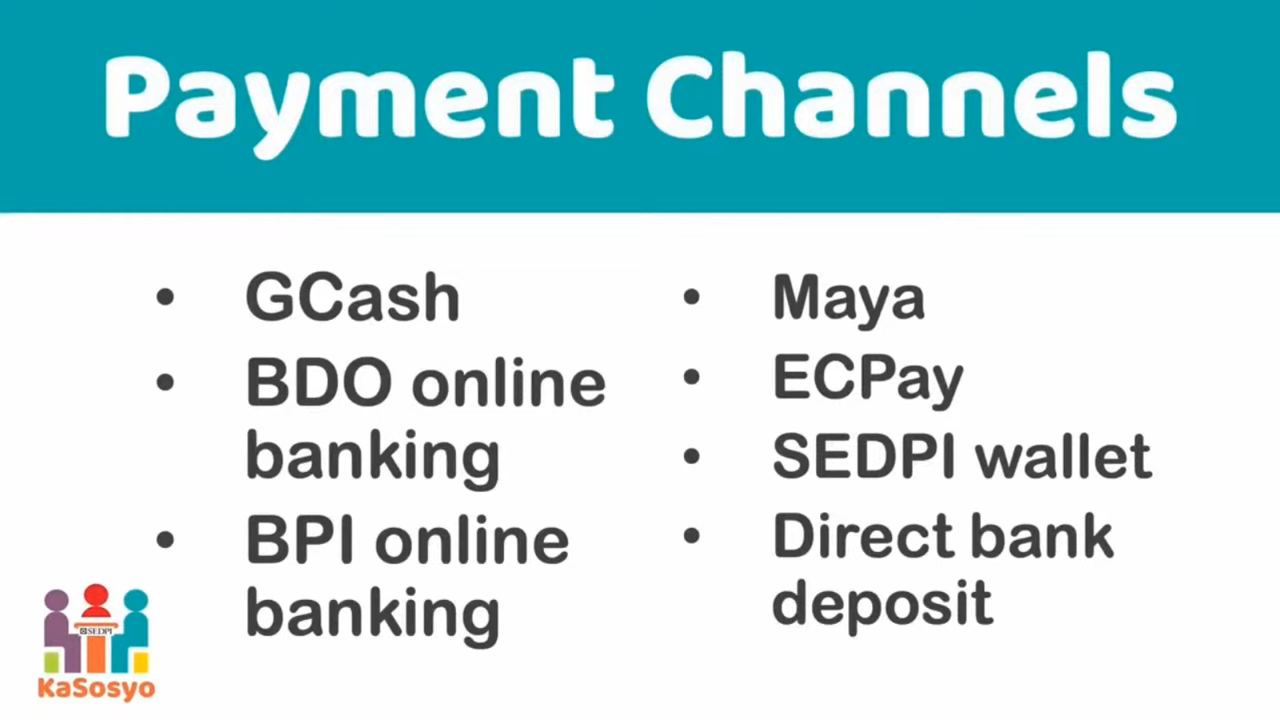 Payment Channels
• GCash
• BDO online
banking
• BPI online
banking
• Maya
• ECPay
• SEDPI wallet
• Direct bank
deposit
SEDPI
KaSosyo